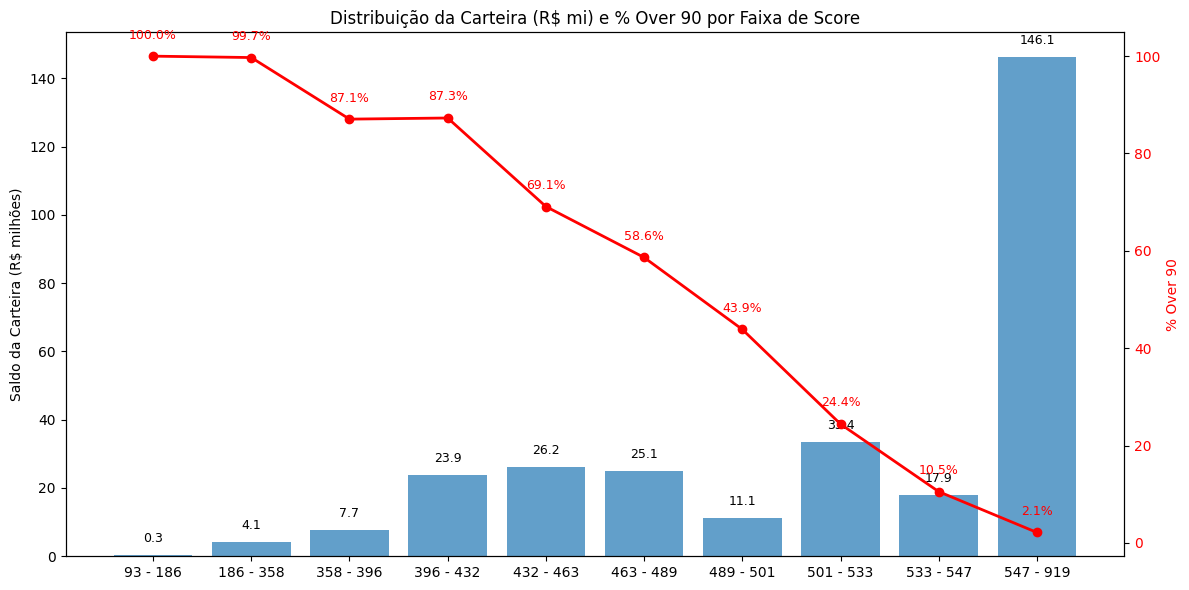 Distribuição da Carteira (R$ mi) e % Over 90 por Faixa de Score
Saldo da Carteira (R$ milhões)
140
120
100
80
60
40
20
0
100.0%
99.7%
87.1%
87.3%
69.1%
58.6%
43.9%
24.4%
10.5%
2.1%
0.3
4.1
7.7
23.9
26.2
25.1
11.1
17.9
146.1
100
80
60
40
20
0
% Over 90
93 - 186
186 - 358
358 - 396
396 - 432
432 - 463
463 - 489
489 - 501
501 - 533
533 - 547
547 - 919